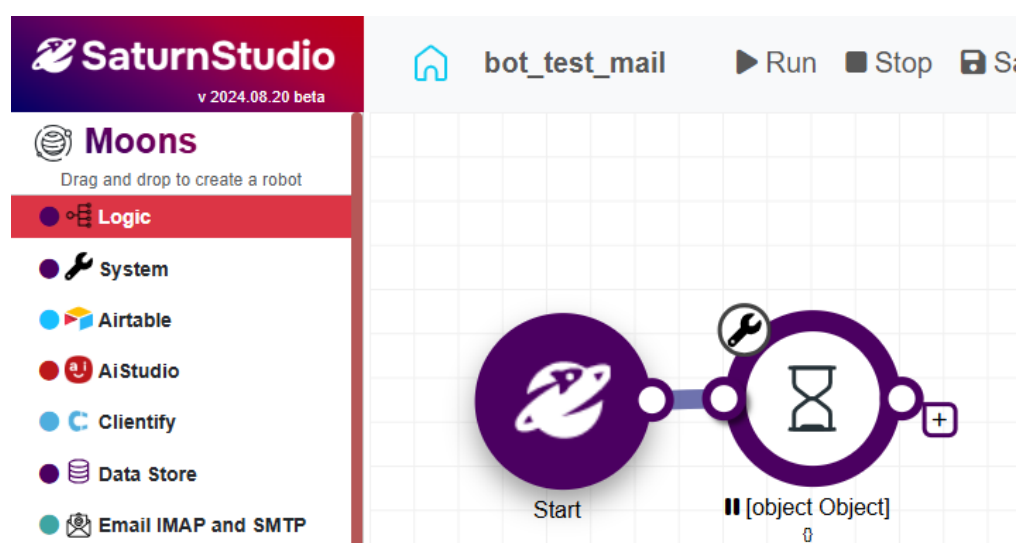 SaturnStudio
v 2024.08.20 beta
bot_test_mail
Run
Stop
Moons
Drag and drop to create a robot
Logic
System
Airtable
AiStudio
Clientify
Data Store
Email IMAP and SMTP
Start
[object Object]
{}